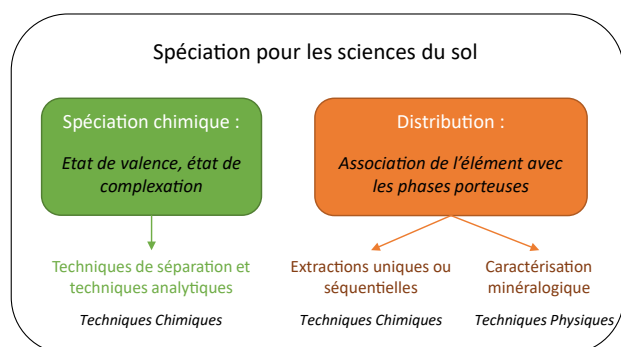 Spéciation pour les sciences du sol
Spéciation chimique :
Etat de valence, état de
complexation
Distribution :
Association de l'élément avec
les phases porteuses
Techniques de séparation et
techniques analytiques
Techniques Chimiques
Extractions uniques ou
séquentielles
Techniques Chimiques
Caractérisation
minéralogique
Techniques Physiques